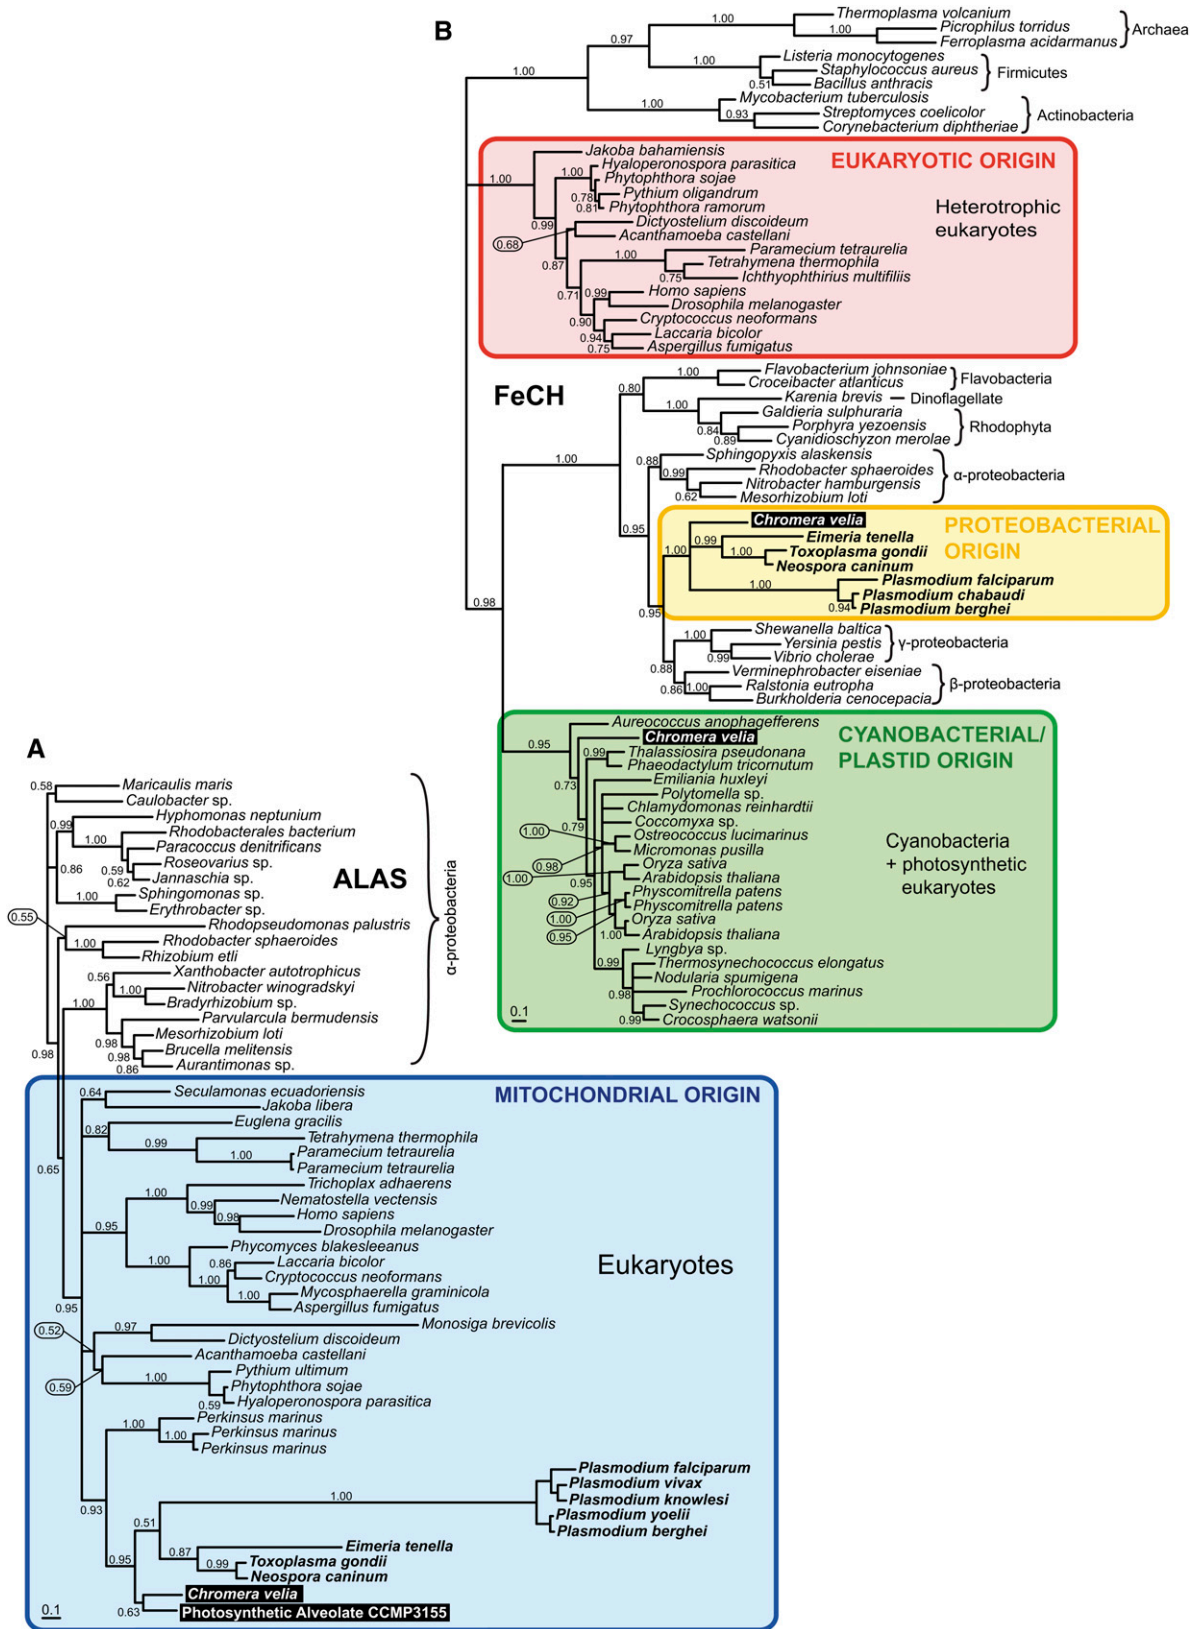 B
1.00
Thermoplasma volcanium
0.97
1.00
Picrophilus torridus
Ferroplasma acidarmanus
Archaea
1.00
1.00
Listeria monocytogenes
Staphylococcus aureus
0.51
Bacillus anthracis
Firmicutes
1.00
Mycobacterium tuberculosis
0.93
Streptomyces coelicolor
Corynebacterium diphtheriae
Actinobacteria
EUKARYOTIC ORIGIN
Heterotrophic
eukaryotes
1.00
Jakoba bahamiensis
1.00
Hyaloperonospora parasitica
Phytophthora sojae
0.78
Pythium oligandrum
0.81
Phytophthora ramorum
0.99
Dictyostelium discoideum
0.68
Acanthamoeba castellani
0.87
1.00
Paramecium tetraurelia
Tetrahymena thermophila
0.75
Ichthyophthirius multifiliis
0.71
0.99
Homo sapiens
Drosophila melanogaster
0.90
Cryptococcus neoformans
0.94
Laccaria bicolor
0.75
Aspergillus fumigatus
FeCH
1.00
Flavobacterium johnsoniae
Croceibacter atlanticus
Flavobacteria
0.80
1.00
Karenia brevis
Dinoflagellate
Galdieria sulphuraria
0.84
Porphyra yezoensis
0.89
Cyanidioschyzon merolae
Rhodophyta
1.00
0.88
Sphingopyxis alaskensis
0.99
Rhodobacter sphaeroides
Nitrobacter hamburgensis
0.62
Mesorhizobium loti
α-proteobacteria
0.95
PROTEOBACTERIAL
ORIGIN
Chromera velia
1.00
0.99
Eimeria tenella
1.00
Toxoplasma gondii
Neospora caninum
1.00
Plasmodium falciparum
Plasmodium chabaudi
0.94
Plasmodium berghei
0.98
0.95
1.00
Shewanella baltica
Yersinia pestis
0.99
Vibrio cholerae
γ-proteobacteria
0.88
Verminephrobacter eiseniae
0.86
1.00
Ralstonia eutropha
Burkholderia cenocepacia
β-proteobacteria
CYANOBACTERIAL/
PLASTID ORIGIN
Cyanobacteria
+ photosynthetic
eukaryotes
0.95
Aureococcus anophagefferens
Chromera velia
0.99
Thalassiosira pseudonana
Phaeodactylum tricornutum
0.73
Emiliania huxleyi
Polytomella sp.
Chlamydomonas reinhardtii
0.79
Coccomyxa sp.
1.00
Ostreococcus lucimarinus
Micromonas pusilla
0.98
Oryza sativa
1.00
Arabidopsis thaliana
0.95
0.92
Physcomitrella patens
1.00
Physcomitrella patens
Oryza sativa
0.95
1.00
Arabidopsis thaliana
0.99
Lyngbya sp.
Thermosynechococcus elongatus
Nodularia spumigena
0.98
Prochlorococcus marinus
Synechococcus sp.
0.99
Crocosphaera watsonii
0.1
A
ALAS
α-proteobacteria
0.58
Maricaulis maris
Caulobacter sp.
0.99
Hyphomonas neptunium
1.00
Rhodobacterales bacterium
Paracoccus denitrificans
0.59
Roseovarius sp.
0.62
Jannaschia sp.
0.86
1.00
Sphingomonas sp.
Erythrobacter sp.
0.55
Rhodopseudomonas palustris
1.00
Rhodobacter sphaeroides
Rhizobium etli
0.56
Xanthobacter autotrophicus
1.00
Nitrobacter winogradskyi
1.00
Bradyrhizobium sp.
Parvularcula bermudensis
0.98
Mesorhizobium loti
0.98
Brucella melitensis
0.86
Aurantimonas sp.
0.98
MITOCHONDRIAL ORIGIN
Eukaryotes
0.64
Seculamonas ecuadoriensis
Jakoba libera
0.82
Euglena gracilis
0.99
Tetrahymena thermophila
1.00
Paramecium tetraurelia
Paramecium tetraurelia
0.65
1.00
Trichoplax adhaerens
0.99
Nematostella vectensis
0.98
Homo sapiens
Drosophila melanogaster
0.95
1.00
Phycomyces blakesleeanus
0.86
Laccaria bicolor
1.00
Cryptococcus neoformans
1.00
Mycosphaerella graminicola
Aspergillus fumigatus
0.95
0.52
0.97
Monosiga brevicolis
Dictyostelium discoideum
0.59
Acanthamoeba castellani
1.00
Pythium ultimum
Phytophthora sojae
0.59
Hyaloperonospora parasitica
1.00
Perkinsus marinus
1.00
Perkinsus marinus
Perkinsus marinus
0.93
1.00
Plasmodium falciparum
Plasmodium vivax
Plasmodium knowlesi
Plasmodium yoelii
Plasmodium berghei
0.51
0.87
Eimeria tenella
0.99
Toxoplasma gondii
Neospora caninum
0.95
Chromera velia
0.63
Photosynthetic Alveolate CCMP3155
0.1